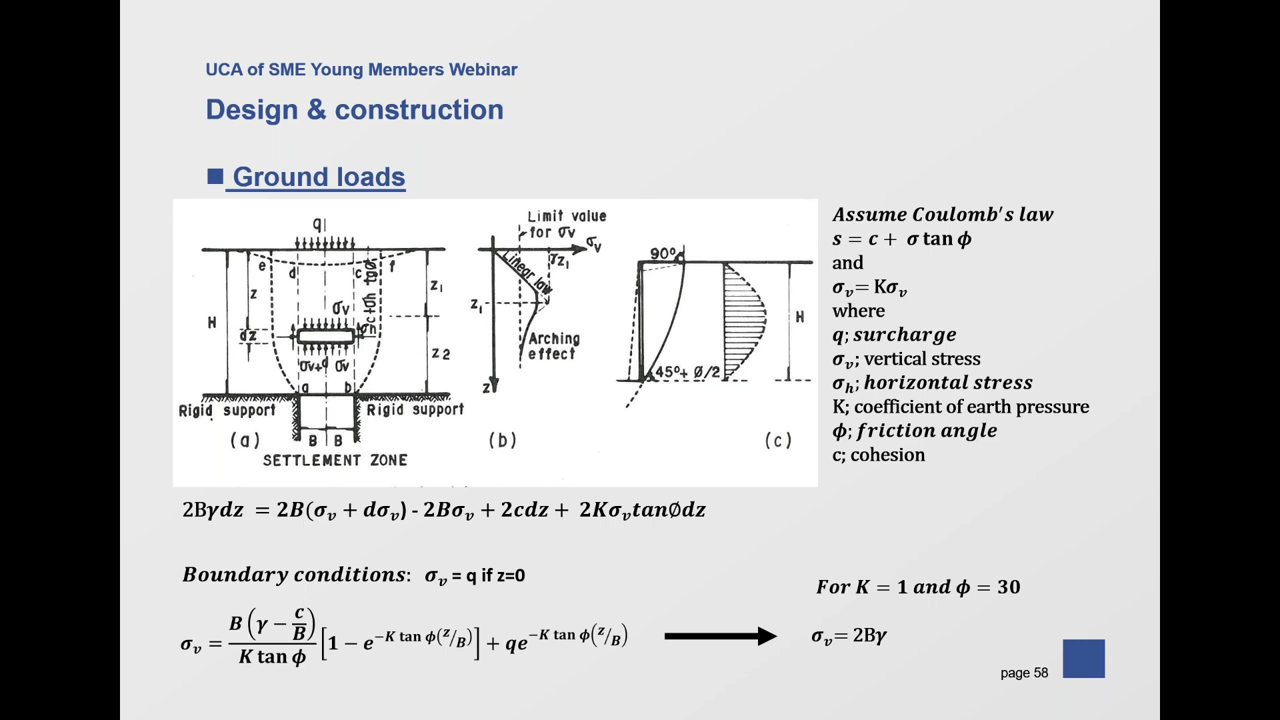 UCA of SME Young Members Webinar
Design & construction
■ Ground loads
q
e d c f
z
H
dz
σv
σv+d σv
a b
Z1
Z2
Rigid support
Rigid support
B B
(a)
SETTLEMENT ZONE
Limit value
for σv
σv
γz1
Linear law
z1
Arching
effect
z
(b)
90°
H
45°+ Ø/2
(c)
Assume Coulomb's law
s = c + σ tan ϕ
and
σv= Kσv
where
q; surcharge
σv; vertical stress
σh; horizontal stress
K; coefficient of earth pressure
ϕ; friction angle
c; cohesion
2Bγdz = 2B(σv + dσv) - 2Bσv + 2cdz + 2KσvtanØdz
Boundary conditions: σv = q if z=0
σv = B(γ − c/B) / K tan ϕ [1 − e^−K tan ϕ(z/B)] + qe^−K tan ϕ(z/B)
For K = 1 and ϕ = 30
σv= 2Bγ
page 58